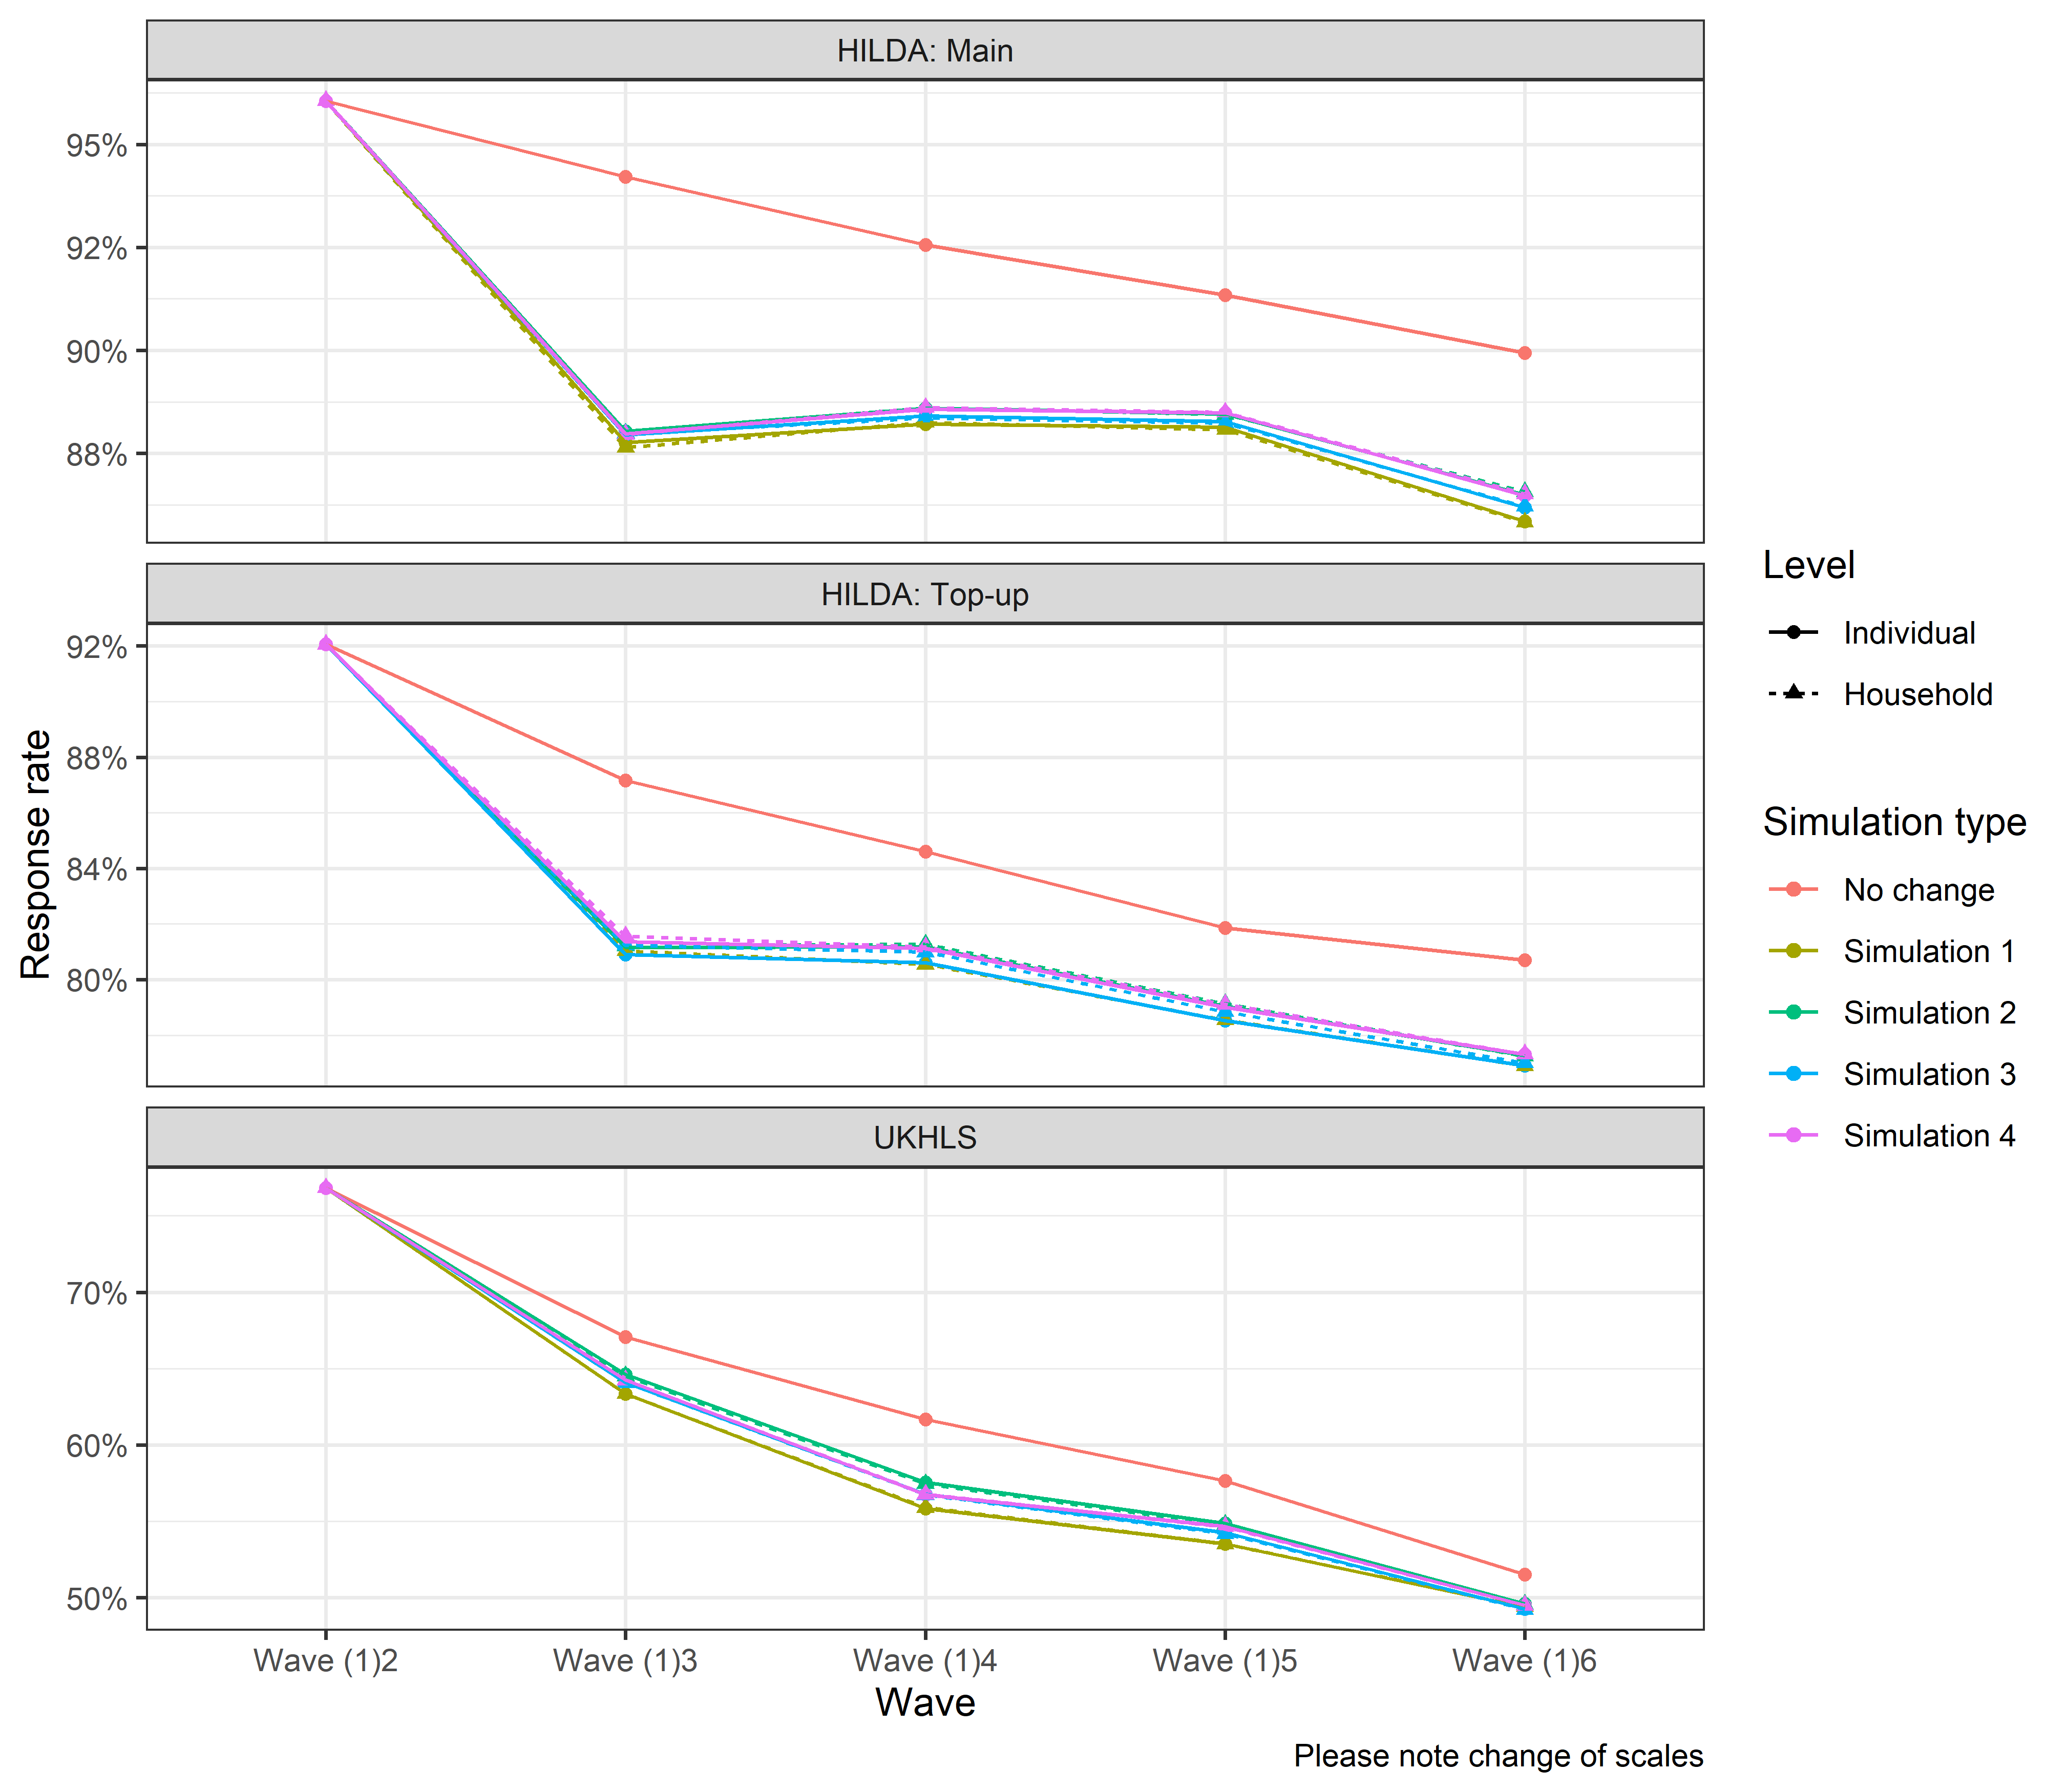 HILDA: Main
95%
92%
90%
88%
HILDA: Top-up
92%
88%
84%
80%
UKHLS
70%
60%
50%
Wave (1)2
Wave (1)3
Wave (1)4
Wave (1)5
Wave (1)6
Wave
Response rate
Please note change of scales
Level
Individual
Household
Simulation type
No change
Simulation 1
Simulation 2
Simulation 3
Simulation 4